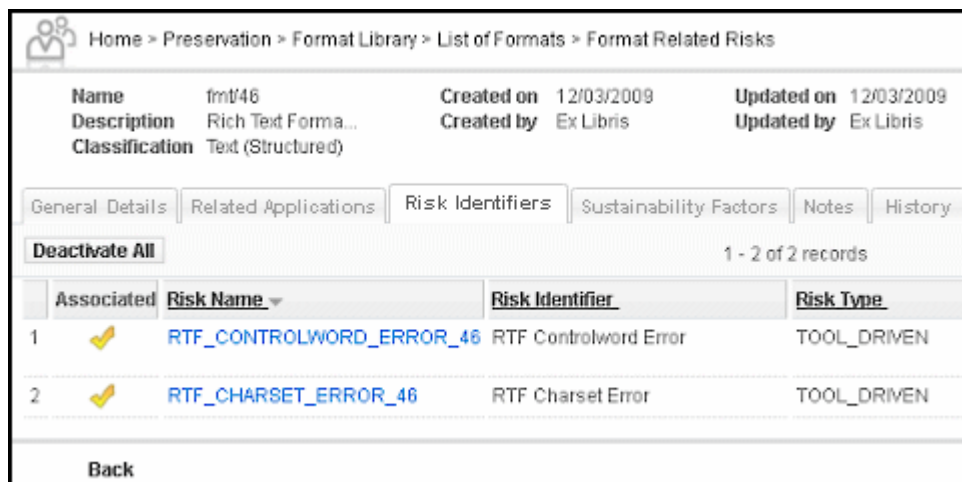 Home > Preservation > Format Library > List of Formats > Format Related Risks
Name fmt/46 Created on 12/03/2009 Updated on 12/03/2009
Description Rich Text Forma... Created by Ex Libris Updated by Ex Libris
Classification Text (Structured)
General Details Related Applications Risk Identifiers Sustainability Factors Notes History
Deactivate All 1 - 2 of 2 records
Associated Risk Name Risk Identifier Risk Type
1 RTF_CONTROLWORD_ERROR_46 RTF Controlword Error TOOL_DRIVEN
2 RTF_CHARSET_ERROR_46 RTF Charset Error TOOL_DRIVEN
Back